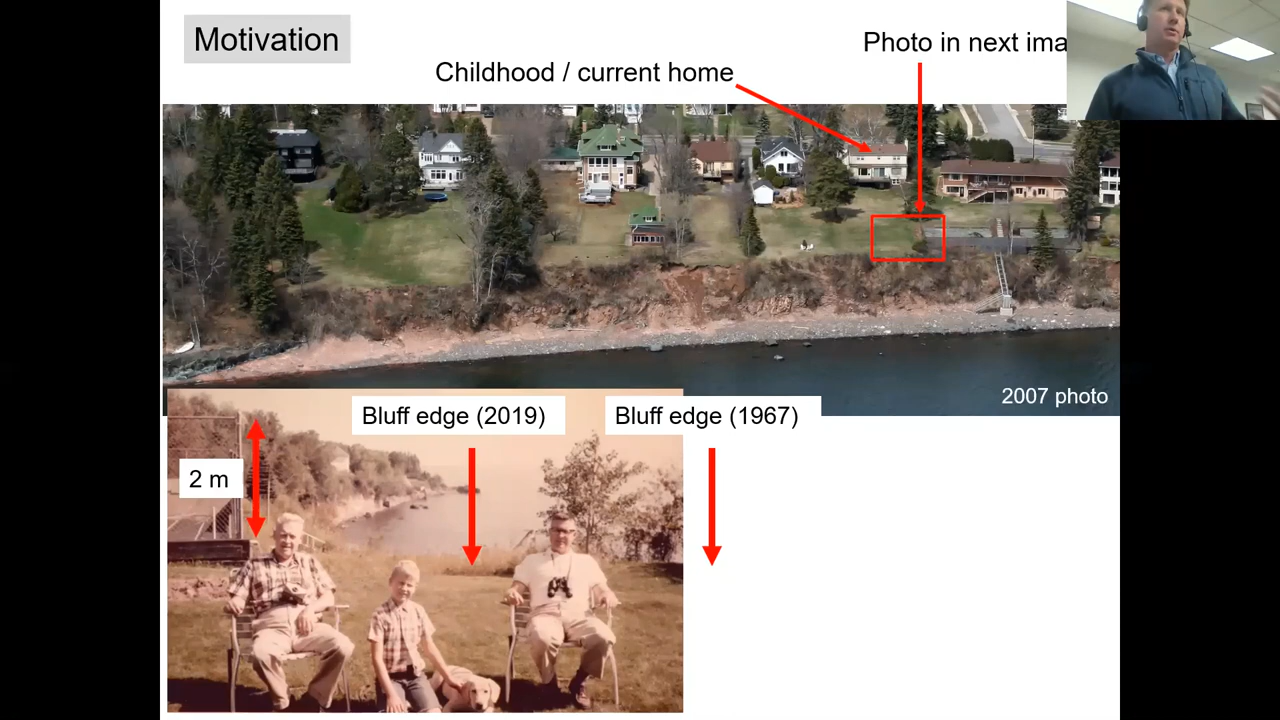 Motivation
Photo in next ima
Childhood / current home
2007 photo
Bluff edge (2019)
Bluff edge (1967)
2 m